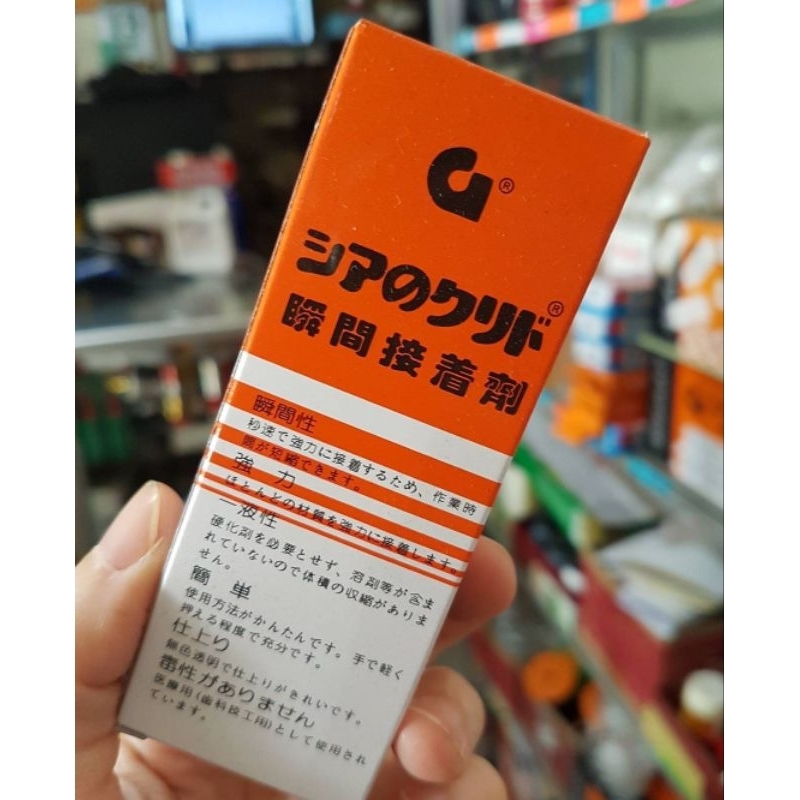 ®
シアのクリド®
瞬間接着剤
瞬間性
秒速で強力に接着するため、作業時
間が短縮できます。
強 力
ほとんどの材質を強力に接着します。
一液性
硬化剤を必要とせず、溶剤等が含ま
れていないので体積の収縮がありま
せん。
簡 単
使用方法がかんたんです。手で軽く
押える程度で充分です。
仕上り
無色透明で仕上りがきれいです。
毒性がありません
医療用(歯科技工用)として使用され
ています。